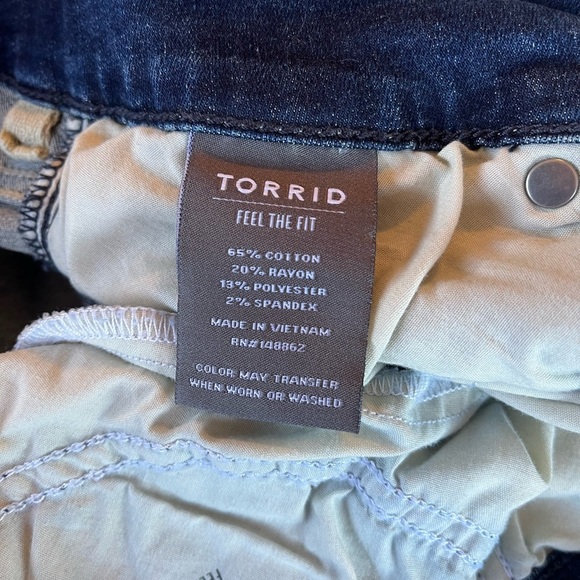 TORRID
FEEL THE FIT
65% COTTON
20% RAYON
13% POLYESTER
2% SPANDEX
MADE IN VIETNAM
RN#148862
COLOR MAY TRANSFER
WHEN WORN OR WASHED